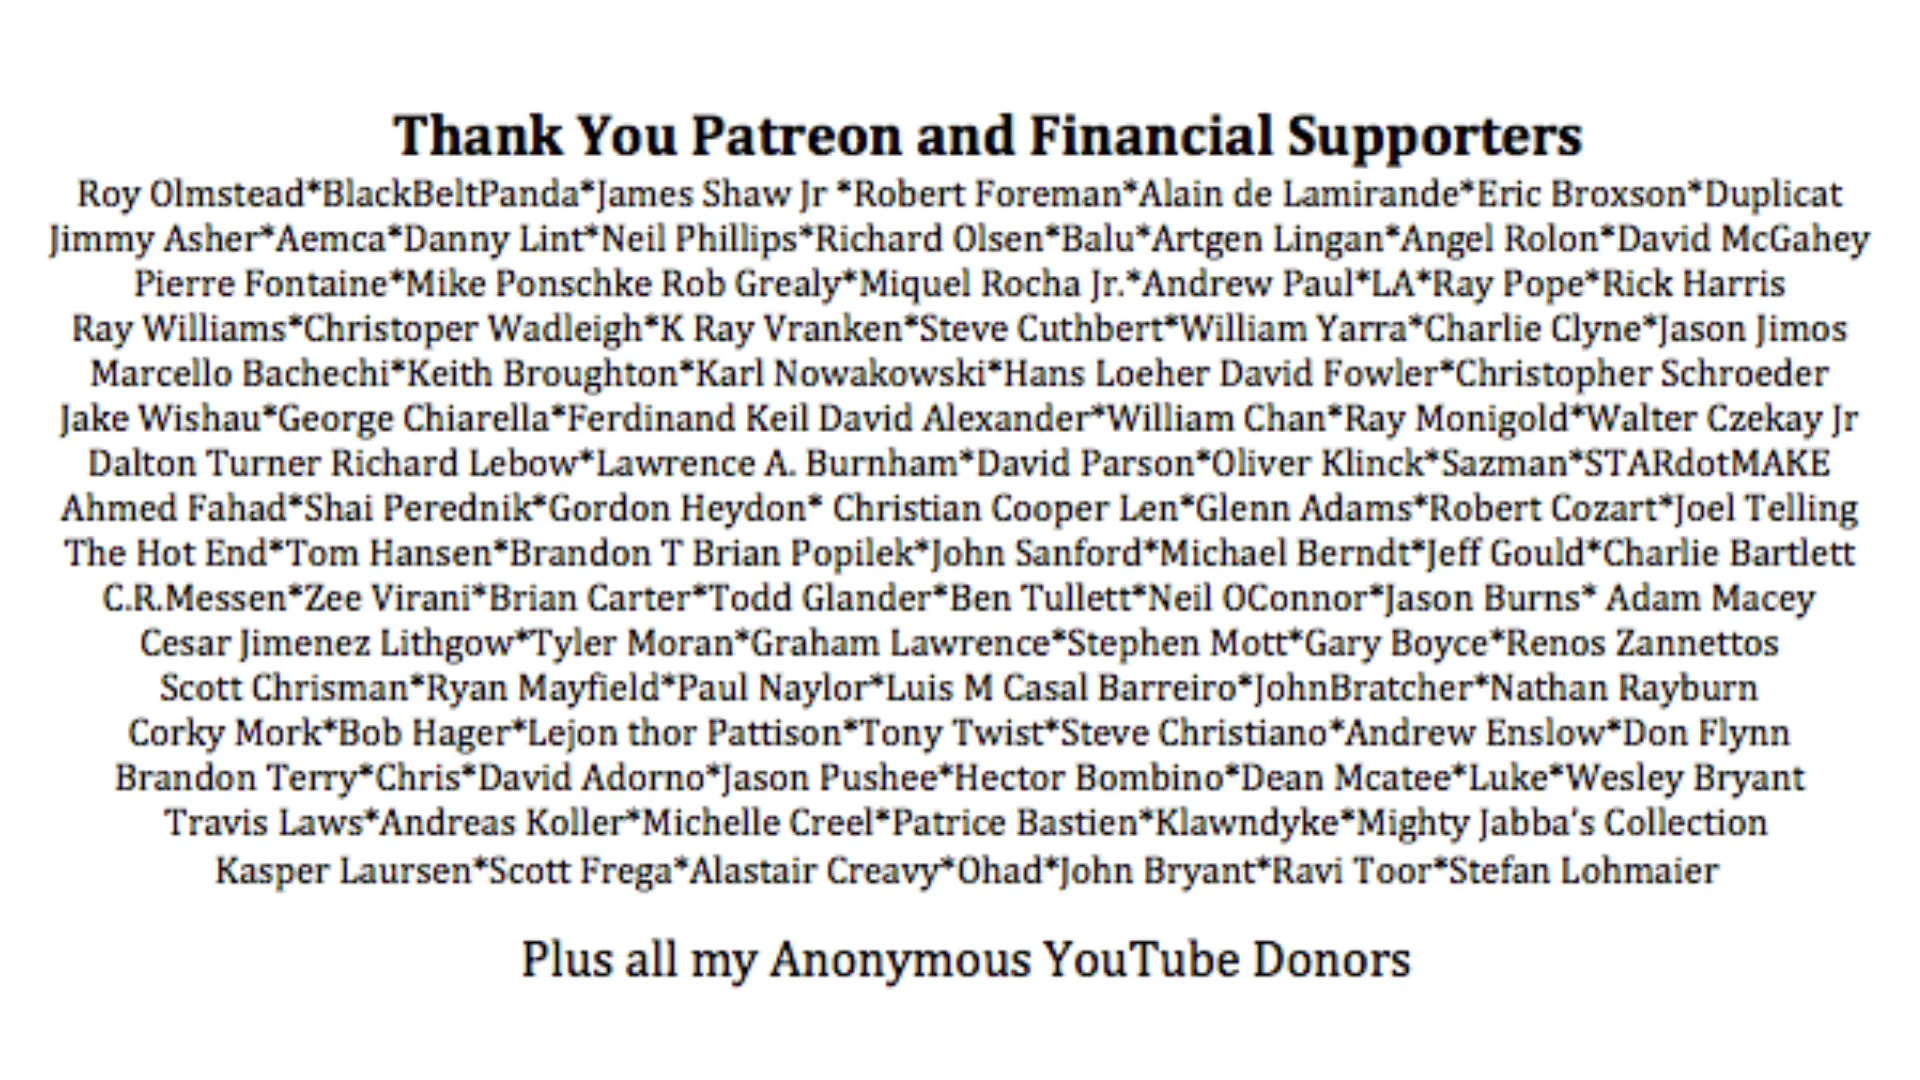 Thank You Patreon and Financial Supporters
Roy Olmstead*BlackBeltPanda*James Shaw Jr *Robert Foreman*Alain de Lamirande*Eric Broxson*Duplicat
Jimmy Asher*Aemca*Danny Lint*Neil Phillips*Richard Olsen*Balu*Artgen Lingan*Angel Rolon*David McGahey
Pierre Fontaine*Mike Ponschke Rob Grealy*Miquel Rocha Jr.*Andrew Paul*LA*Ray Pope*Rick Harris
Ray Williams*Christoper Wadleigh*K Ray Vranken*Steve Cuthbert*William Yarra*Charlie Clyne*Jason Jimos
Marcello Bachechi*Keith Broughton*Karl Nowakowski*Hans Loeher David Fowler*Christopher Schroeder
Jake Wishau*George Chiarella*Ferdinand Keil David Alexander*William Chan*Ray Monigold*Walter Czekay Jr
Dalton Turner Richard Lebow*Lawrence A. Burnham*David Parson*Oliver Klinck*Sazman*STARdotMAKE
Ahmed Fahad*Shai Perednik*Gordon Heydon* Christian Cooper Len*Glenn Adams*Robert Cozart*Joel Telling
The Hot End*Tom Hansen*Brandon T Brian Popilek*John Sanford*Michael Berndt*Jeff Gould*Charlie Bartlett
C.R.Messen*Zee Virani*Brian Carter*Todd Glander*Ben Tullett*Neil OConnor*Jason Burns* Adam Macey
Cesar Jimenez Lithgow*Tyler Moran*Graham Lawrence*Stephen Mott*Gary Boyce*Renos Zannettos
Scott Chrisman*Ryan Mayfield*Paul Naylor*Luis M Casal Barreiro*JohnBratcher*Nathan Rayburn
Corky Mork*Bob Hager*Lejon thor Pattison*Tony Twist*Steve Christiano*Andrew Enslow*Don Flynn
Brandon Terry*Chris*David Adorno*Jason Pushee*Hector Bombino*Dean Mcatee*Luke*Wesley Bryant
Travis Laws*Andreas Koller*Michelle Creel*Patrice Bastien*Klawndyke*Mighty Jabba's Collection
Kasper Laursen*Scott Frega*Alastair Creavy*Ohad*John Bryant*Ravi Toor*Stefan Lohmaier
Plus all my Anonymous YouTube Donors